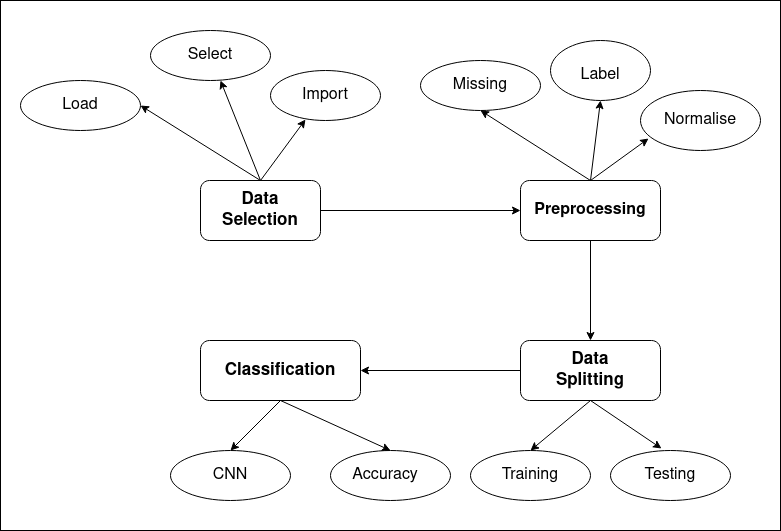 Select
Load
Import
Missing
Label
Normalise
Data
Selection
Preprocessing
Classification
Data
Splitting
CNN
Accuracy
Training
Testing